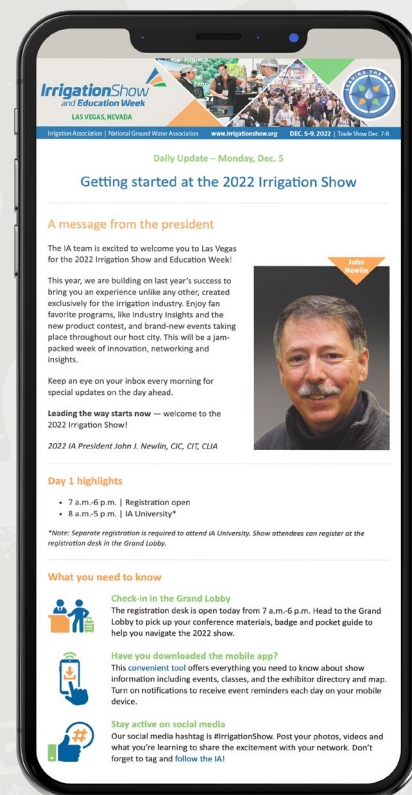 IrrigationShow
and Education Week
LAS VEGAS, NEVADA
LEADING THE WAY
Irrigation Association | National Ground Water Association www.irrigationshow.org DEC. 5-9, 2022 | Trade Show Dec. 7-8
Daily Update – Monday, Dec. 5
Getting started at the 2022 Irrigation Show
A message from the president
The IA team is excited to welcome you to Las Vegas
for the 2022 Irrigation Show and Education Week!
This year, we are building on last year's success to
bring you an experience unlike any other, created
exclusively for the irrigation industry. Enjoy fan
favorite programs, like Industry Insights and the
new product contest, and brand-new events taking
place throughout our host city. This will be a jam-
packed week of innovation, networking and
insights.
Keep an eye on your inbox every morning for
special updates on the day ahead.
Leading the way starts now — welcome to the
2022 Irrigation Show!
2022 IA President John J. Newlin, CIC, CIT, CLIA
John
Newlin
Day 1 highlights
• 7 a.m.-6 p.m. | Registration open
• 8 a.m.-5 p.m. | IA University*
*Note: Separate registration is required to attend IA University. Show attendees can register at the
registration desk in the Grand Lobby.
What you need to know
Check-in in the Grand Lobby
The registration desk is open today from 7 a.m.-6 p.m. Head to the Grand
Lobby to pick up your conference materials, badge and pocket guide to
help you navigate the 2022 show.
Have you downloaded the mobile app?
This convenient tool offers everything you need to know about show
information including events, classes, and the exhibitor directory and map.
Turn on notifications to receive event reminders each day on your mobile
device.
#
Stay active on social media
Our social media hashtag is #IrrigationShow. Post your photos, videos and
what you're learning to share the excitement with your network. Don't
forget to tag and follow the IA!